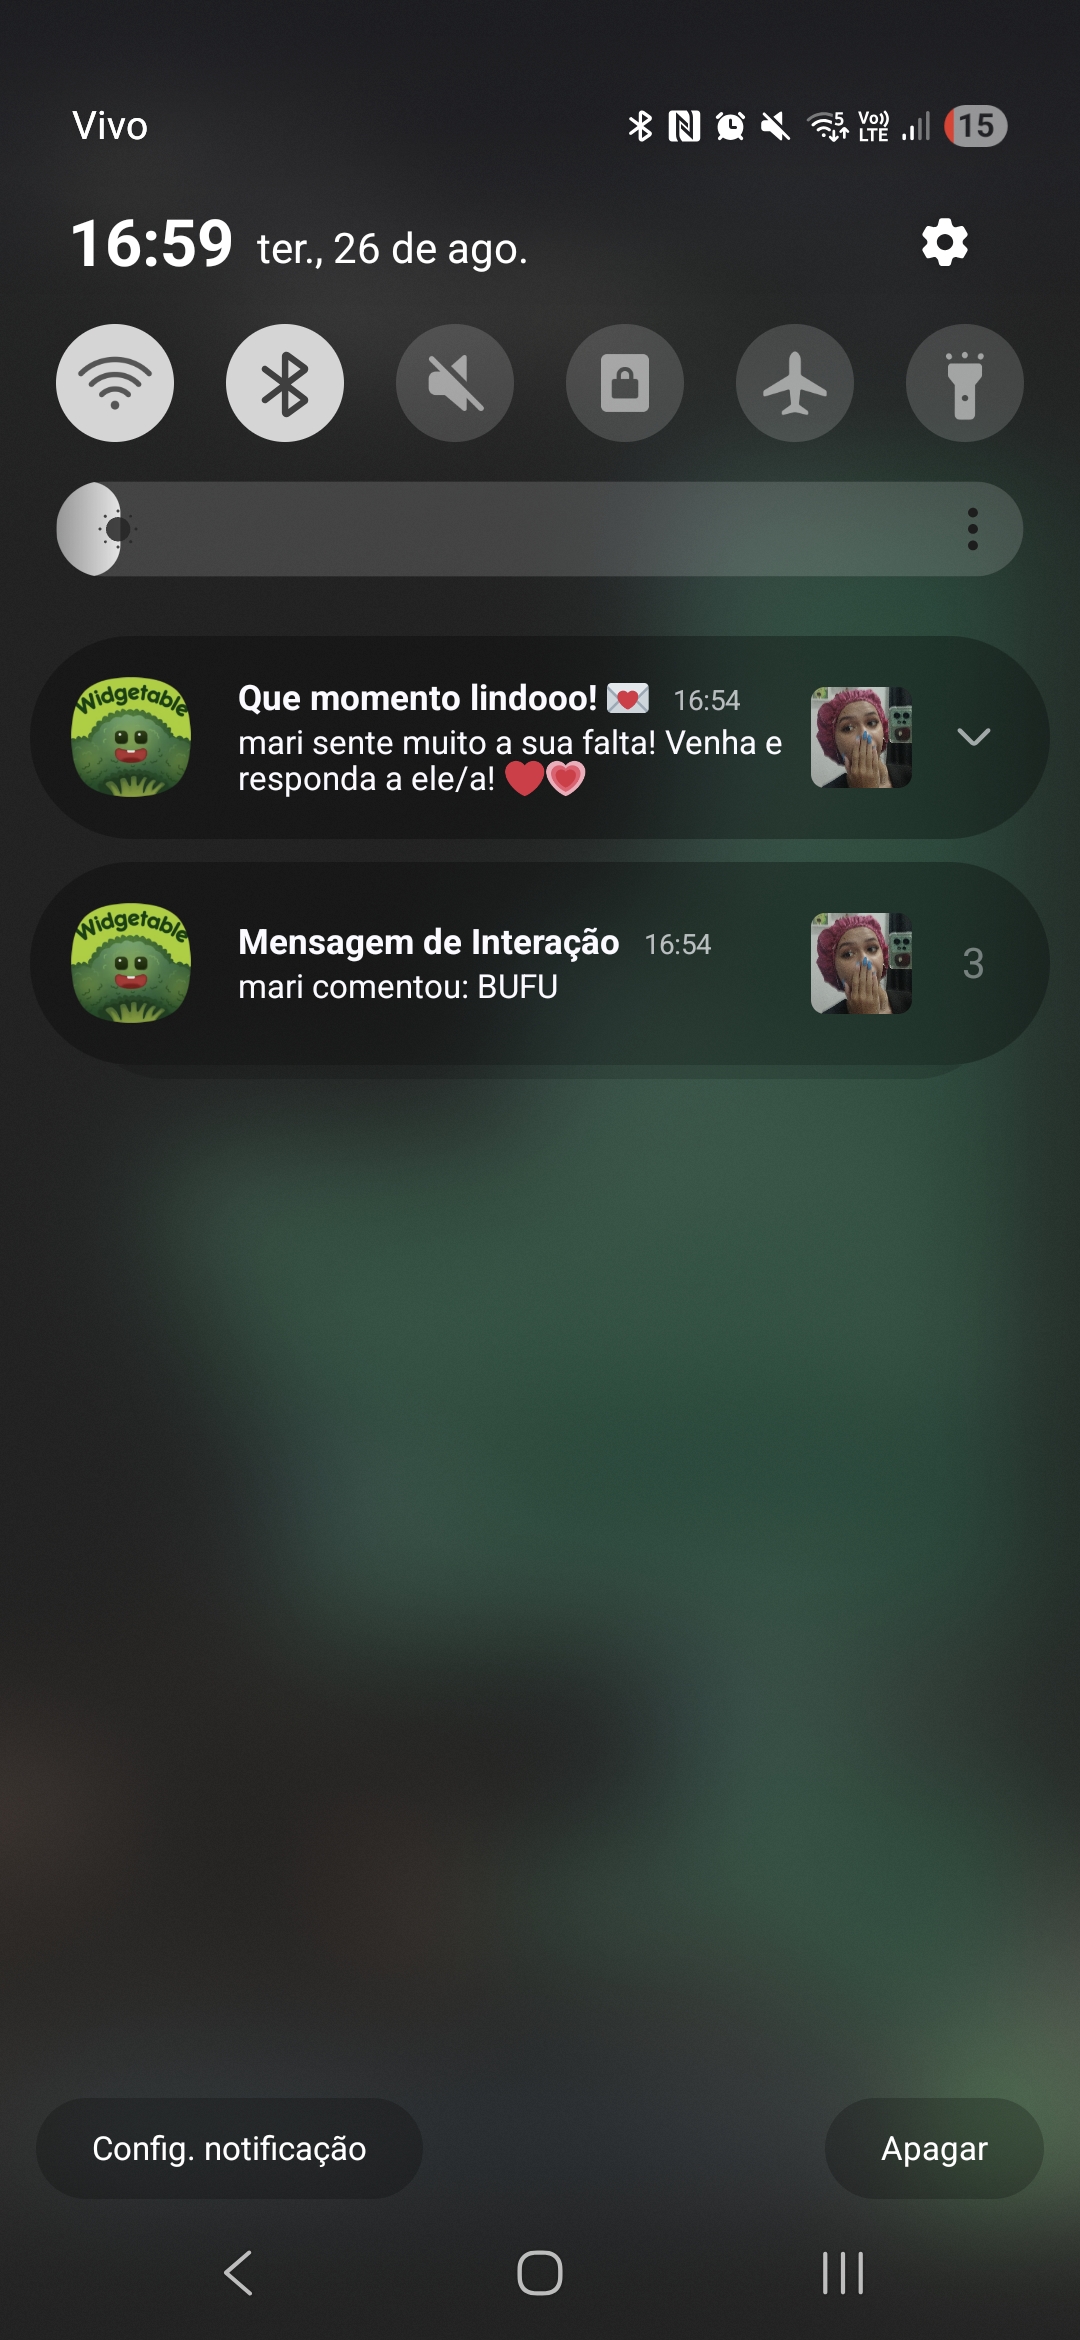 Vivo
5 Vo)) LTE 15
16:59 ter., 26 de ago.
Widgetable
Que momento lindooo! 💌 16:54
mari sente muito a sua falta! Venha e
responda a ele/a! ❤️💗
Widgetable
Mensagem de Interação 16:54
mari comentou: BUFU
3
Config. notificação
Apagar